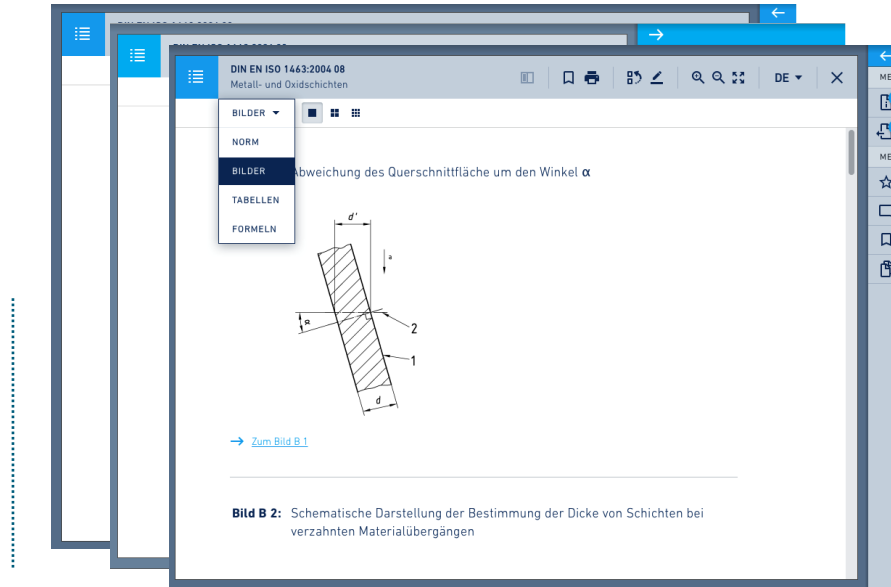 DIN EN ISO 1463:2004 08
Metall- und Oxidschichten
DE
BILDER
NORM
BILDER
TABELLEN
FORMELN
Abweichung des Querschnittfläche um den Winkel α
d'
a
α
2
1
d
Zum Bild B 1
Bild B 2: Schematische Darstellung der Bestimmung der Dicke von Schichten bei
verzahnten Materialübergängen
ME
ME